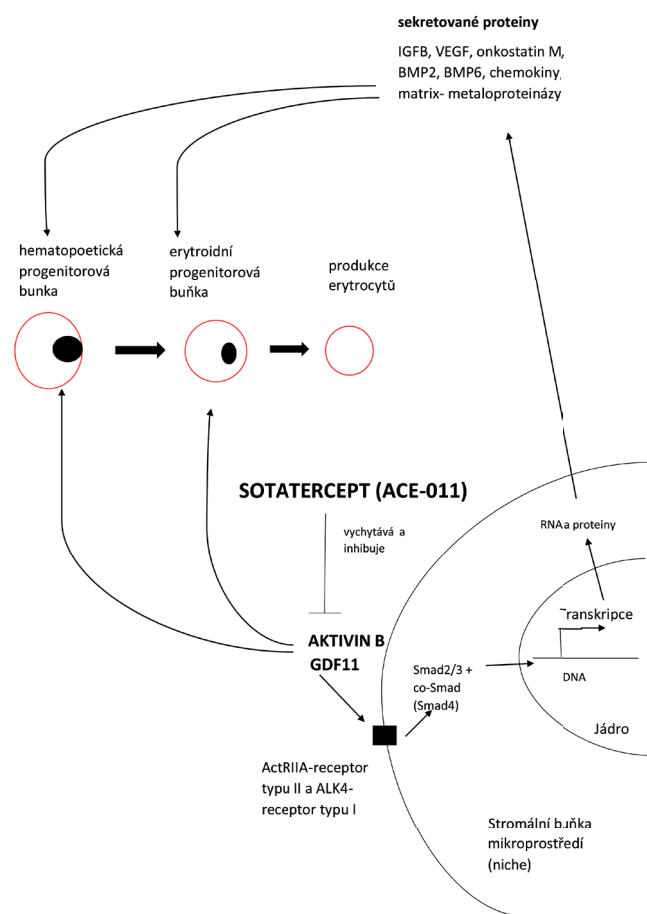 sekretované proteiny
IGFB, VEGF, onkostatin M,
BMP2, BMP6, chemokiny,
matrix- metaloproteinázy
hematopoetická
progenitorová
bunka
erytroidní
progenitorová
buňka
produkce
erytrocytů
SOTATERCEPT (ACE-011)
vychytává a
inhibuje
RNA a proteiny
Transkripce
DNA
Jádro
AKTIVIN B
GDF11
Smad2/3 +
co-Smad
(Smad4)
ActRIIA-receptor
typu II a ALK4-
receptor typu I
Stromální buňka
mikroprostředí
(niche)